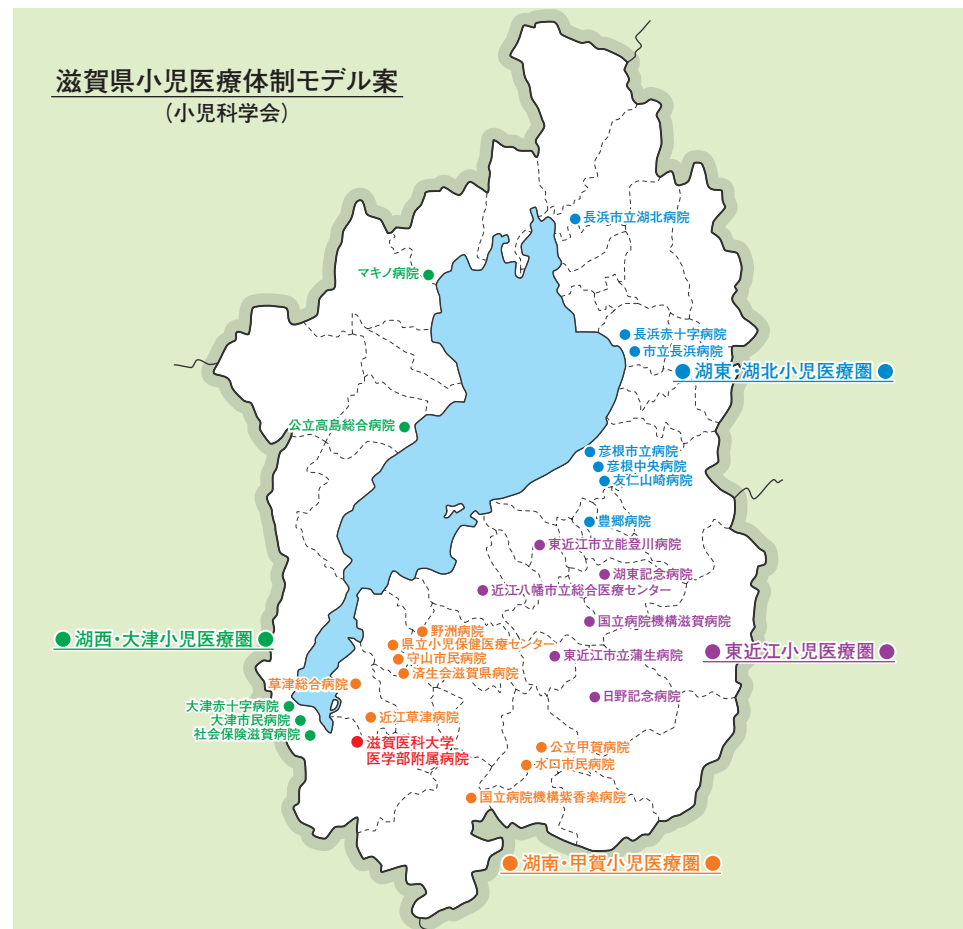 滋賀県小児医療体制モデル案
（小児科学会）
長浜市立湖北病院
マキノ病院
長浜赤十字病院
市立長浜病院
湖東・湖北小児医療圏
公立高島総合病院
彦根市立病院
彦根中央病院
友仁山崎病院
豊郷病院
東近江市立能登川病院
湖東記念病院
近江八幡市立総合医療センター
国立病院機構滋賀病院
野洲病院
湖西・大津小児医療圏
県立小児保健医療センター
東近江小児医療圏
守山市民病院
東近江市立蒲生病院
済生会滋賀県病院
草津総合病院
日野記念病院
大津赤十字病院
大津市民病院
近江草津病院
社会保険滋賀病院
滋賀医科大学
医学部附属病院
公立甲賀病院
水口市民病院
国立病院機構紫香楽病院
湖南・甲賀小児医療圏